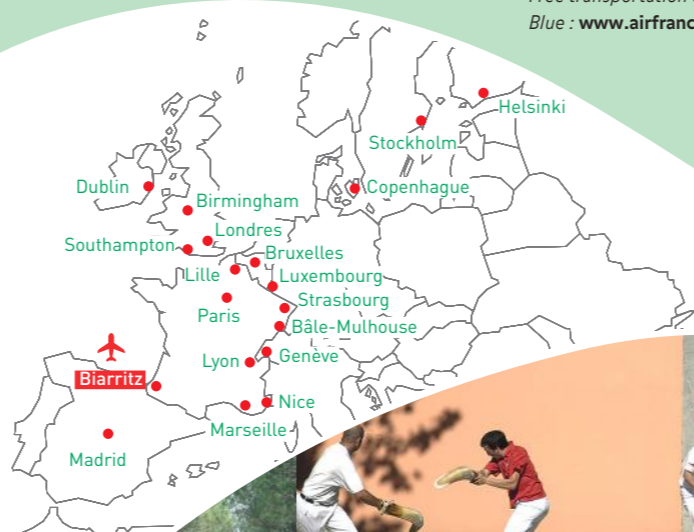 Blue : www.airfranc
Helsinki
Stockholm
Dublin
Copenhague
Birmingham
Londres
Southampton
Bruxelles
Lille
Luxembourg
Strasbourg
Paris
Bâle-Mulhouse
Genève
Lyon
Biarritz
Nice
Marseille
Madrid